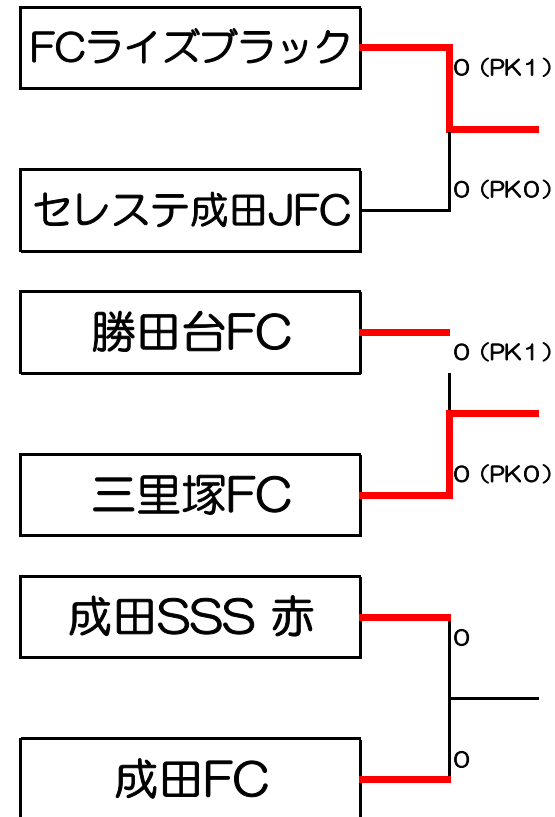 FCライズブラック
0（PK1）
セレステ成田JFC
0（PK0）
勝田台FC
0（PK1）
三里塚FC
0（PK0）
成田SSS 赤
0
成田FC
0